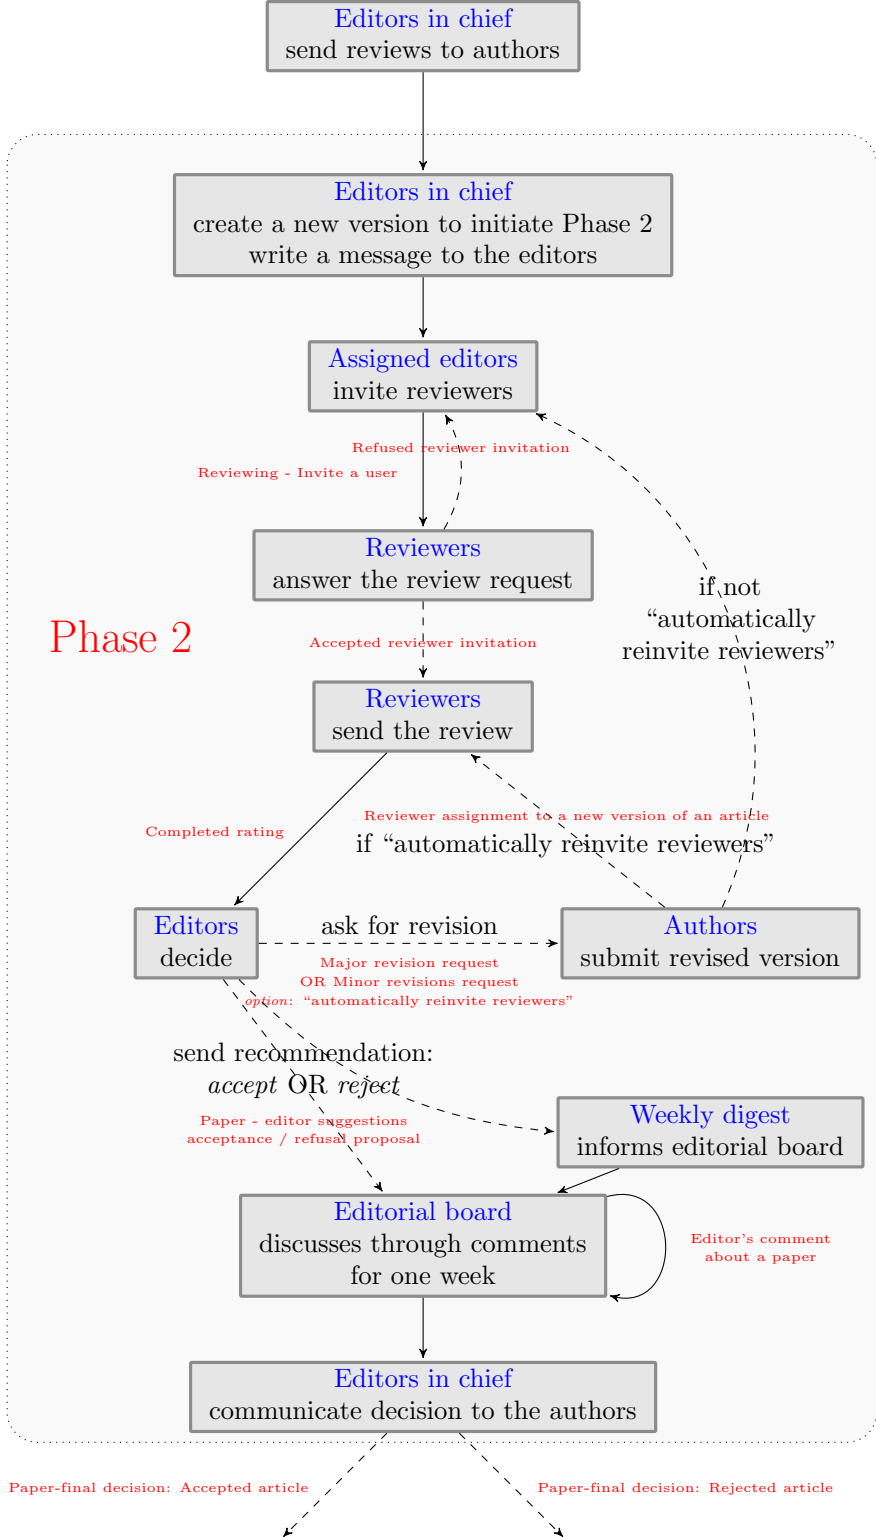 Editors in chief
send reviews to authors
Editors in chief
create a new version to initiate Phase 2
write a message to the editors
Assigned editors
invite reviewers
Refused reviewer invitation
Reviewing - Invite a user
Reviewers
answer the review request
if not
“automatically
reinvite reviewers”
Phase 2
Accepted reviewer invitation
Reviewers
send the review
Reviewer assignment to a new version of an article
Completed rating
if “automatically reinvite reviewers”
Editors
decide
ask for revision
Major revision request
OR Minor revisions request
option: “automatically reinvite reviewers”
Authors
submit revised version
send recommendation:
accept OR reject
Paper - editor suggestions
acceptance / refusal proposal
Weekly digest
informs editorial board
Editorial board
discusses through comments
for one week
Editor’s comment
about a paper
Editors in chief
communicate decision to the authors
Paper-final decision: Accepted article
Paper-final decision: Rejected article